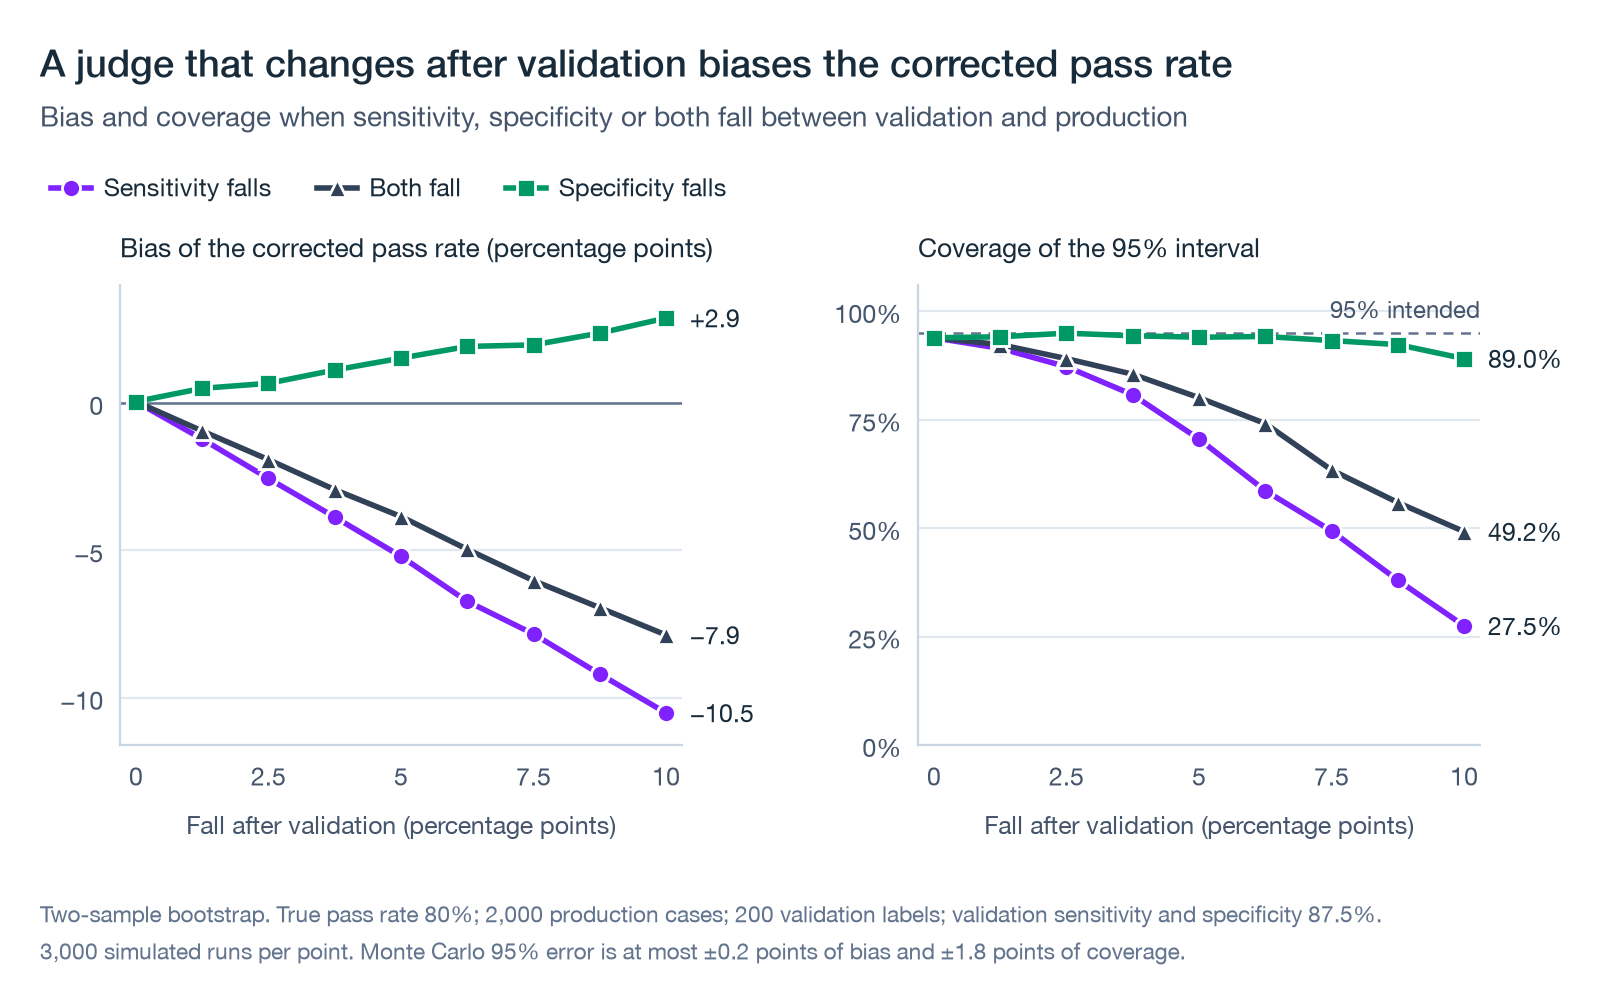 A judge that changes after validation biases the corrected pass rate
Bias and coverage when sensitivity, specificity or both fall between validation and production
Sensitivity falls
Both fall
Specificity falls
Bias of the corrected pass rate (percentage points)
+2.9
0
−5
−7.9
−10
−10.5
0
2.5
5
7.5
10
Fall after validation (percentage points)
Coverage of the 95% interval
95% intended
100%
89.0%
75%
50%
49.2%
27.5%
25%
0%
0
2.5
5
7.5
10
Fall after validation (percentage points)
Two-sample bootstrap. True pass rate 80%; 2,000 production cases; 200 validation labels; validation sensitivity and specificity 87.5%.
3,000 simulated runs per point. Monte Carlo 95% error is at most ±0.2 points of bias and ±1.8 points of coverage.